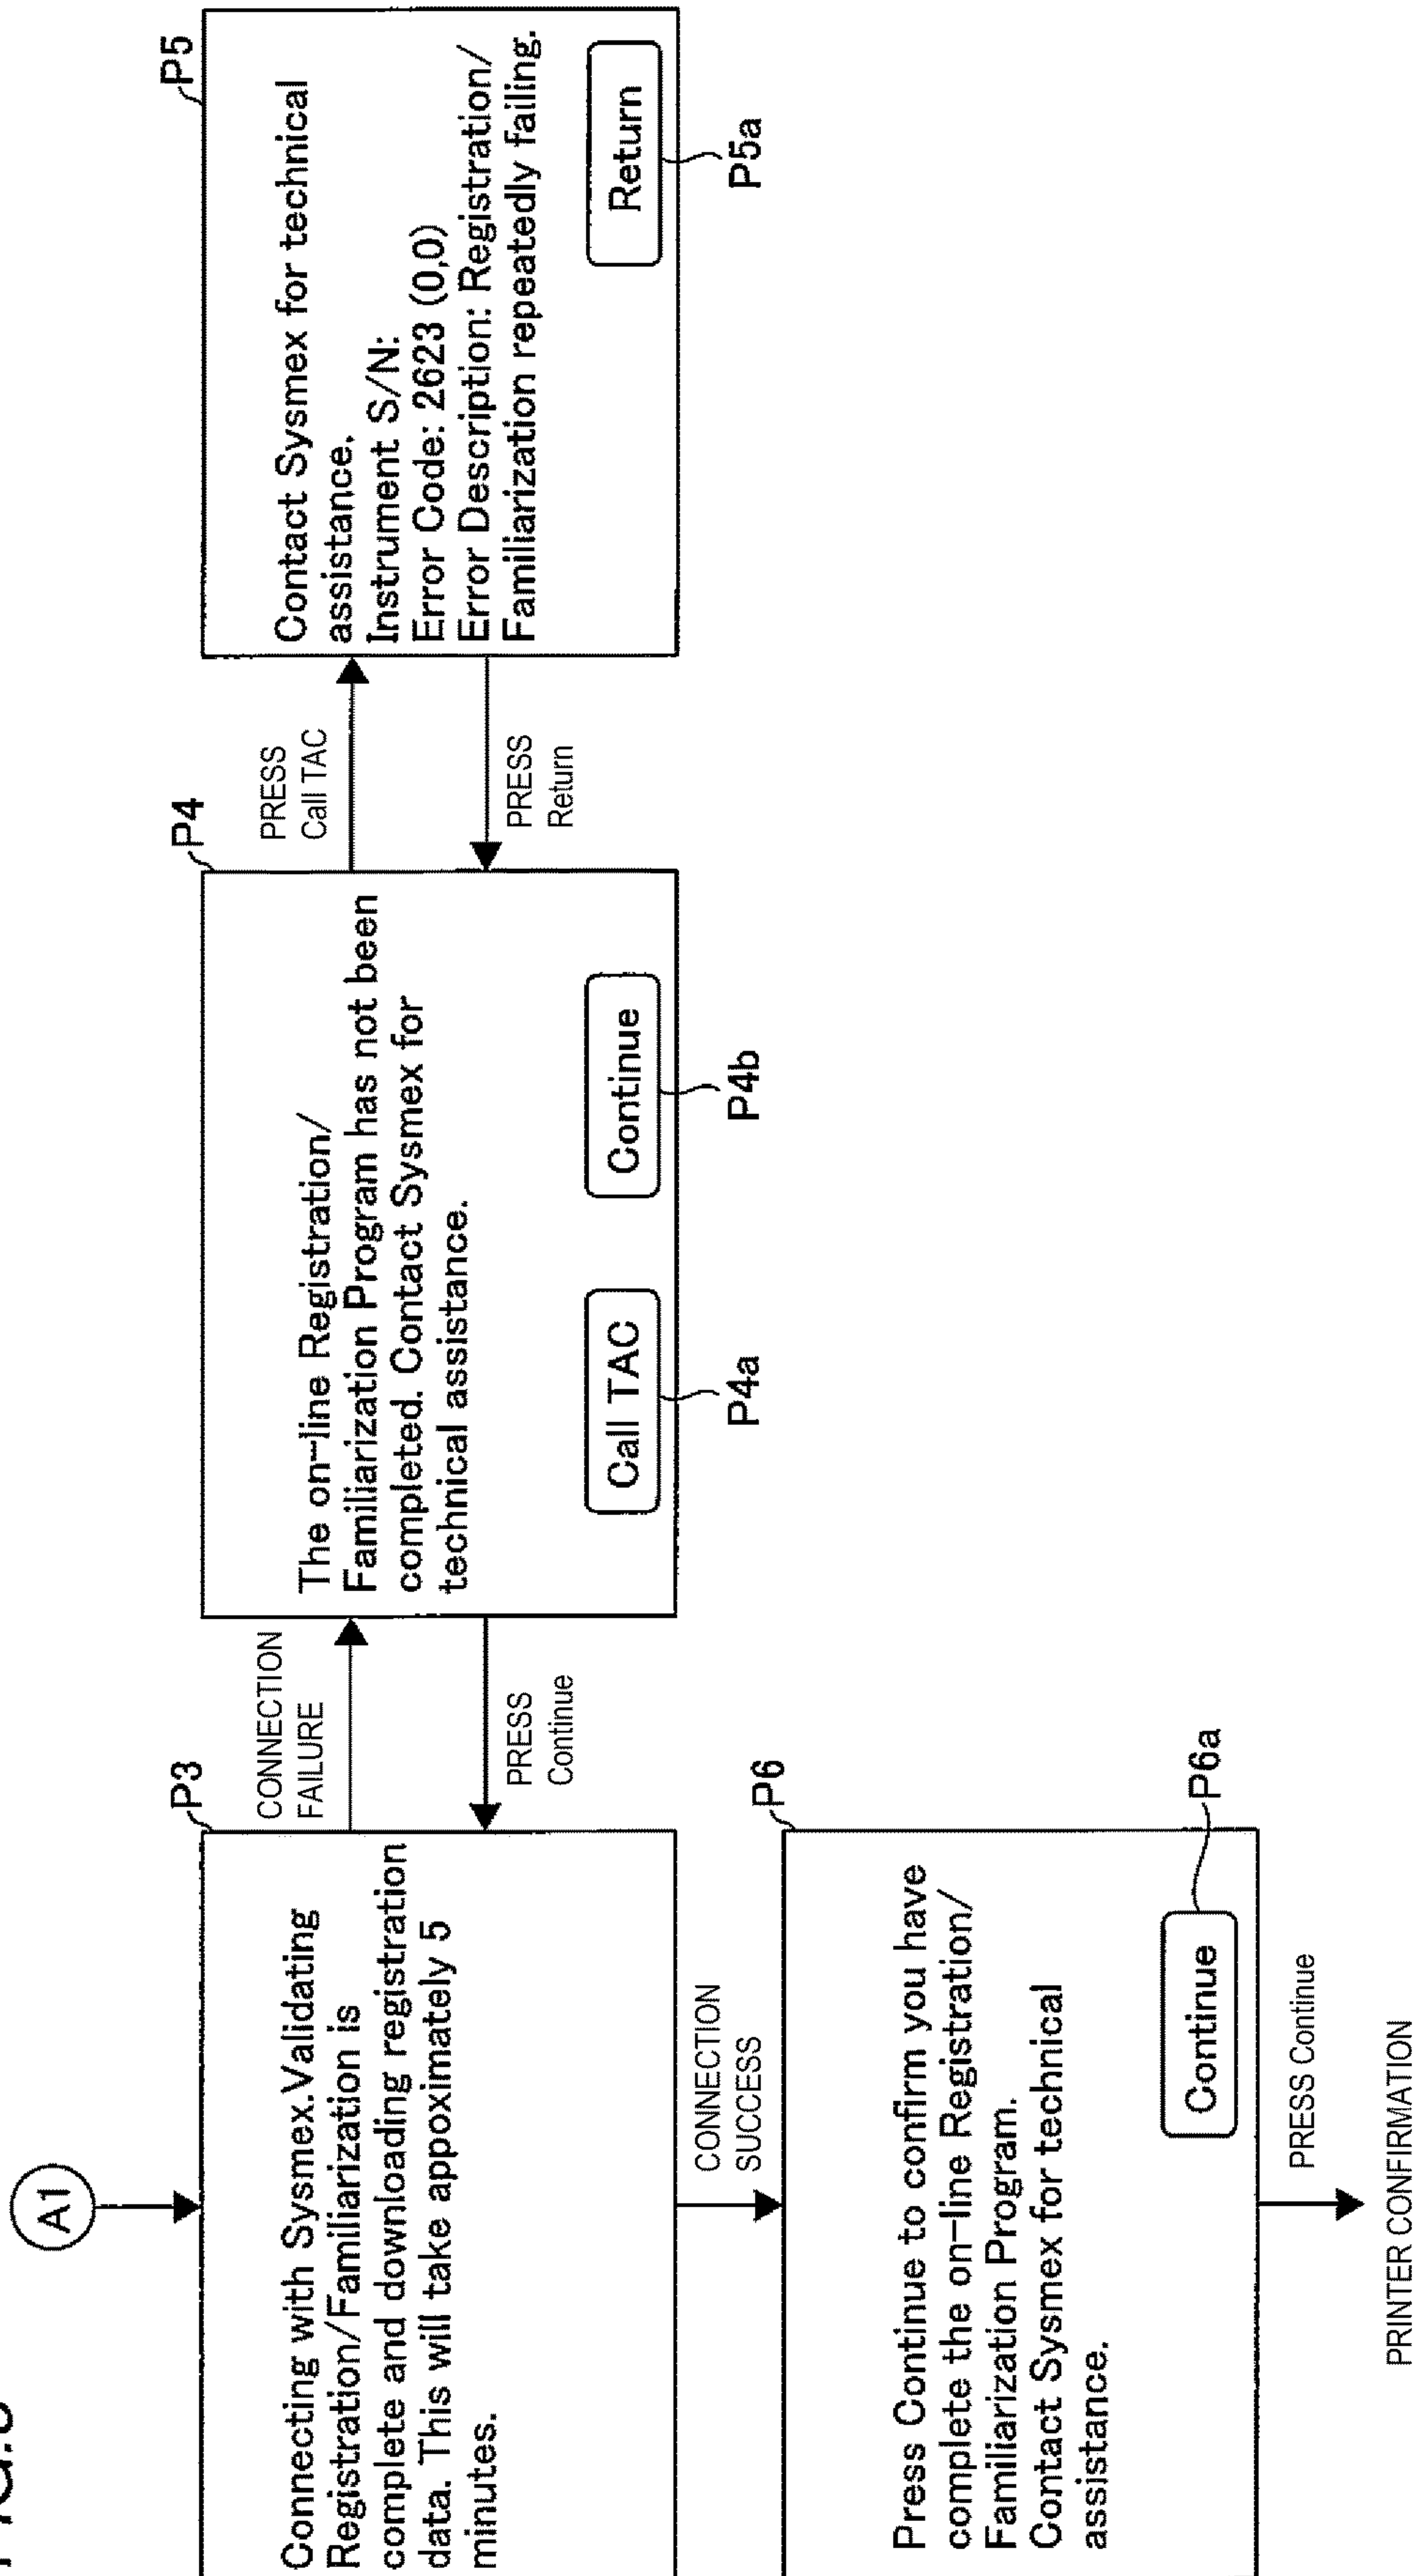 A1
P3
Connecting with Sysmex.Validating
Registration/Familiarization is
complete and downloading registration
data. This will take appoximately 5
minutes.
CONNECTION
FAILURE
PRESS
Continue
P4
The on-line Registration/
Familiarization Program has not been
completed. Contact Sysmex for
technical assistance.
Call TAC
Continue
P4a
P4b
PRESS
Call TAC
PRESS
Return
P5
Contact Sysmex for technical
assistance.
Instrument S/N:
Error Code: 2623 (0,0)
Error Description: Registration/
Familiarization repeatedly failing.
Return
P5a
CONNECTION
SUCCESS
P6
Press Continue to confirm you have
complete the on-line Registration/
Familiarization Program.
Contact Sysmex for technical
assistance.
Continue
P6a
PRESS Continue
PRINTER CONFIRMATION